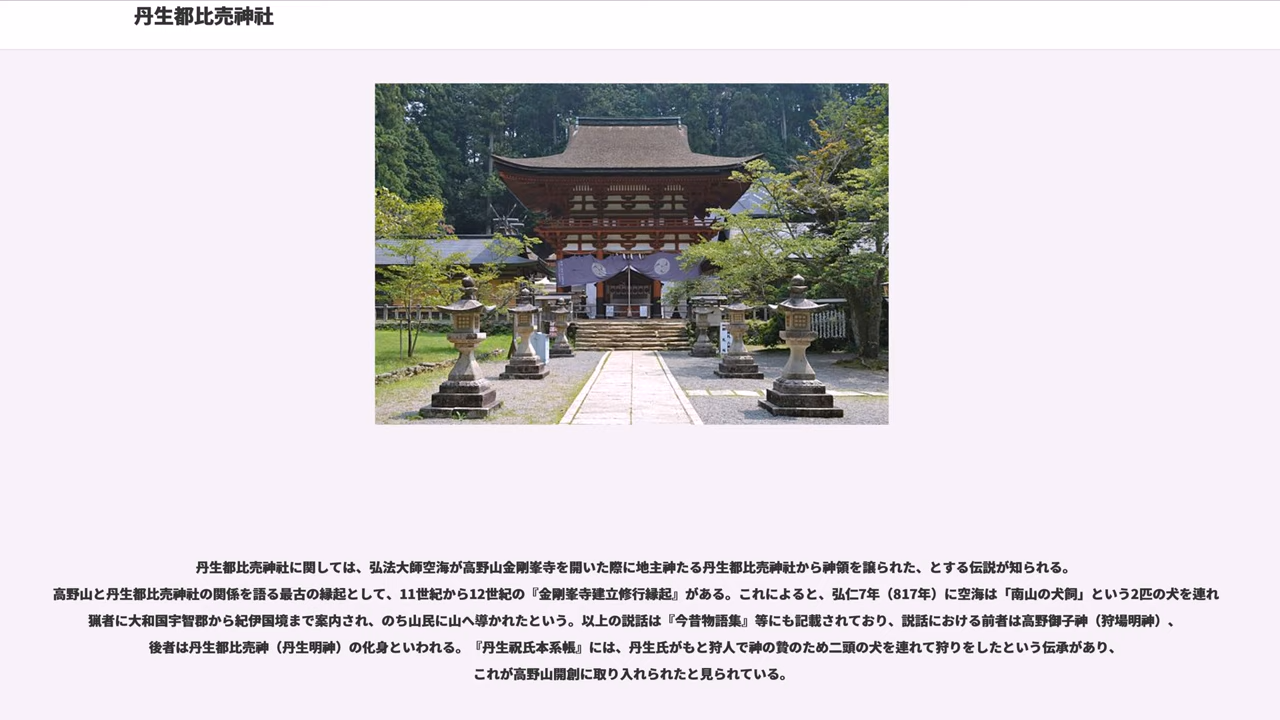 丹生都比売神社
丹生都比売神社に関しては、弘法大師空海が高野山金剛峯寺を開いた際に地主神たる丹生都比売神社から神領を譲られた、とする伝説が知られる。
高野山と丹生都比売神社の関係を語る最古の縁起として、11世紀から12世紀の『金剛峯寺建立修行縁起』がある。これによると、弘仁7年（817年）に空海は「南山の犬飼」という2匹の犬を連れ
猟者に大和国宇智郡から紀伊国境まで案内され、のち山民に山へ導かれたという。以上の説話は『今昔物語集』等にも記載されており、説話における前者は高野御子神（狩場明神）、
後者は丹生都比売神（丹生明神）の化身といわれる。『丹生祝氏本系帳』には、丹生氏がもと狩人で神の贄のため二頭の犬を連れて狩りをしたという伝承があり、
これが高野山開創に取り入れられたと見られている。